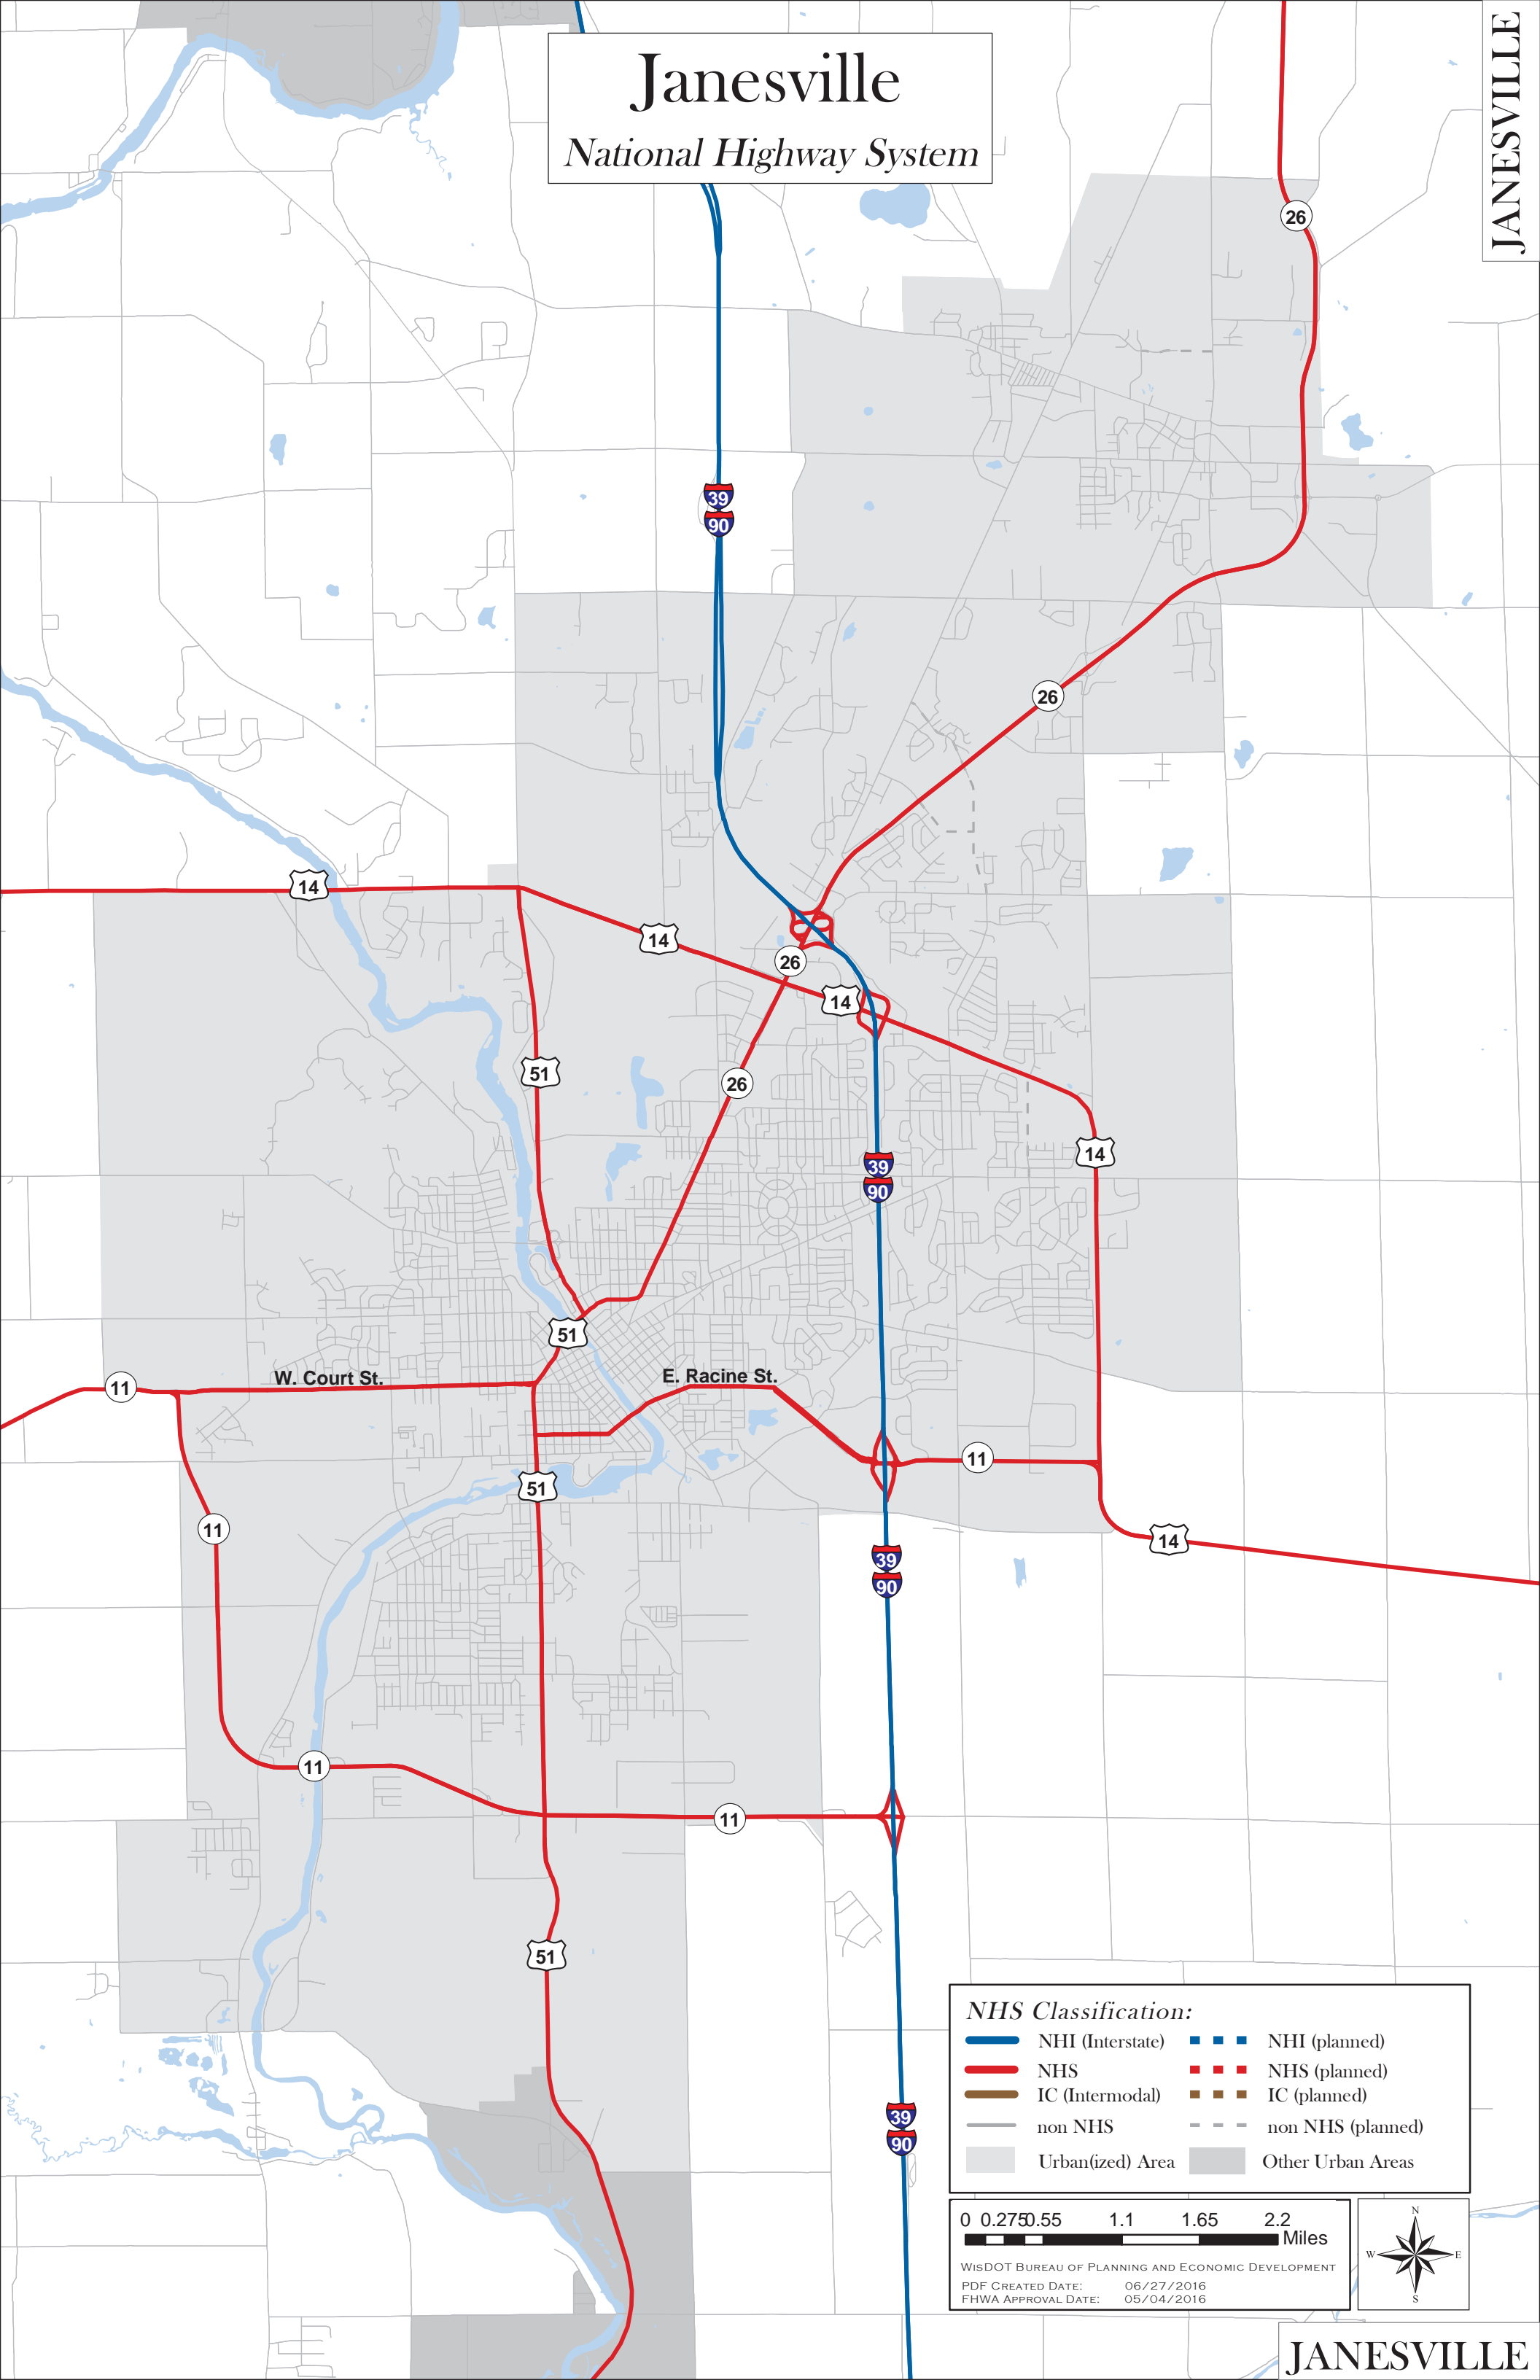 Janesville
National Highway System
JANESVILLE
26
39
90
26
14
14
26
14
51
26
39
90
14
51
W. Court St.
E. Racine St.
11
11
51
11
14
39
90
11
11
51
NHS Classification:
NHI (Interstate)
NHI (planned)
NHS
NHS (planned)
IC (Intermodal)
IC (planned)
non NHS
non NHS (planned)
Urban(ized) Area
Other Urban Areas
39
90
0 0.275 0.55 1.1 1.65 2.2
Miles
WisDOT Bureau of Planning and Economic Development
PDF Created Date: 06/27/2016
FHWA Approval Date: 05/04/2016
N
W
E
S
JANESVILLE